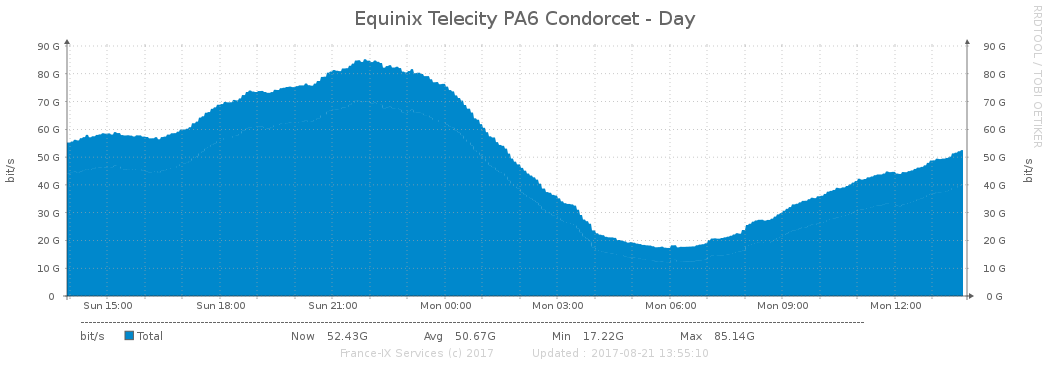 Equinix Telecity PA6 Condorcet - Day
RRDTOOL / TOBI OETIKER
90 G 90 G
80 G 80 G
70 G 70 G
60 G 60 G
50 G 50 G
40 G 40 G
30 G 30 G
20 G 20 G
10 G 10 G
0 0 G
bit/s
bit/s
Sun 15:00 Sun 18:00 Sun 21:00 Mon 00:00 Mon 03:00 Mon 06:00 Mon 09:00 Mon 12:00
bit/s Total Now 52.43G Avg 50.67G Min 17.22G Max 85.14G
France-IX Services (c) 2017 Updated : 2017-08-21 13:55:10